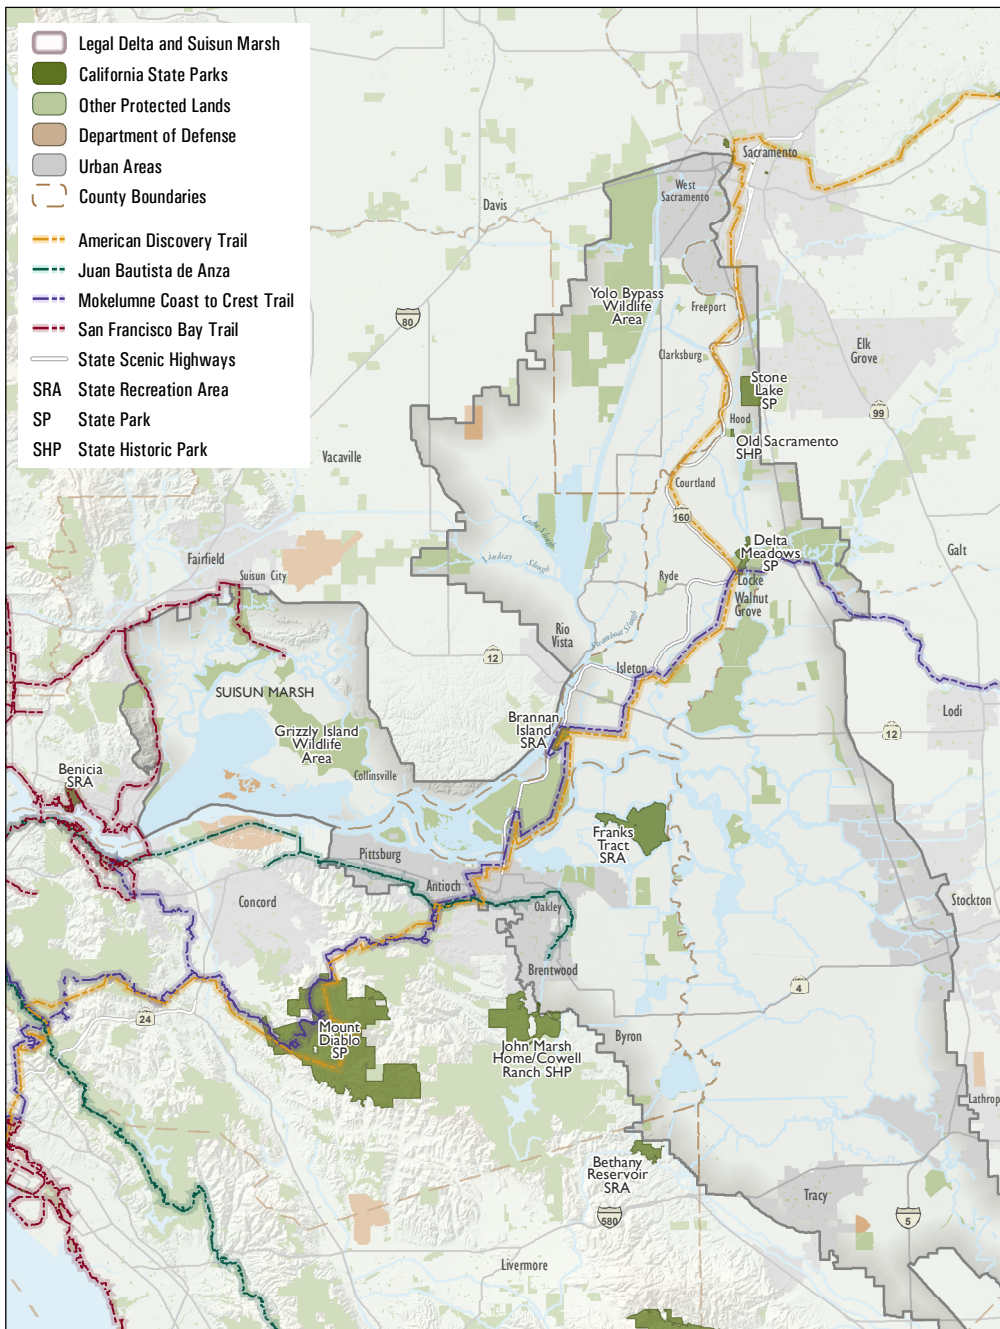 Legal Delta and Suisun Marsh
California State Parks
Other Protected Lands
Department of Defense
Urban Areas
County Boundaries
American Discovery Trail
Juan Bautista de Anza
Mokelumne Coast to Crest Trail
San Francisco Bay Trail
State Scenic Highways
SRA State Recreation Area
SP State Park
SHP State Historic Park
Sacramento
West
Sacramento
Davis
Yolo Bypass
Wildlife
Area
Freeport
80
Clarksburg
Elk
Grove
Stone
Lake
SP
99
Hood
Old Sacramento
SHP
Vacaville
Courtland
160
Cache Slough
Lindsay
Slough
Delta
Meadows
SP
Galt
Fairfield
Suisun City
Ryde
Locke
Walnut
Grove
Steamboat Slough
Rio
Vista
12
Isleton
SUISUN MARSH
Lodi
Brannan
Island
SRA
Grizzly Island
Wildlife
Area
12
Collinsville
Benicia
SRA
Franks
Tract
SRA
Pittsburg
Antioch
Concord
Oakley
Stockton
Brentwood
4
24
Mount
Diablo
SP
John Marsh
Home/Cowell
Ranch SHP
Byron
Lathrop
Bethany
Reservoir
SRA
Tracy
580
5
Livermore